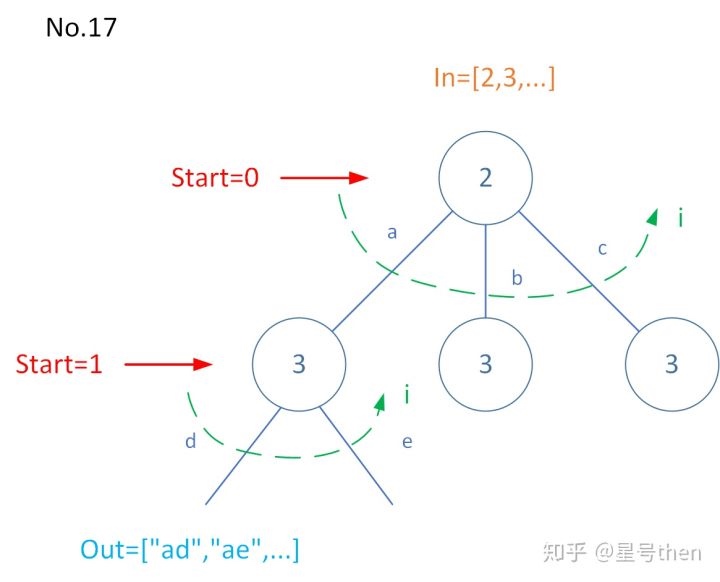 No.17
In=[2,3,...]
Start=0
2
i
a
b
c
Start=1
3
3
3
i
d
e
Out=["ad","ae",...]
知乎 @星号then